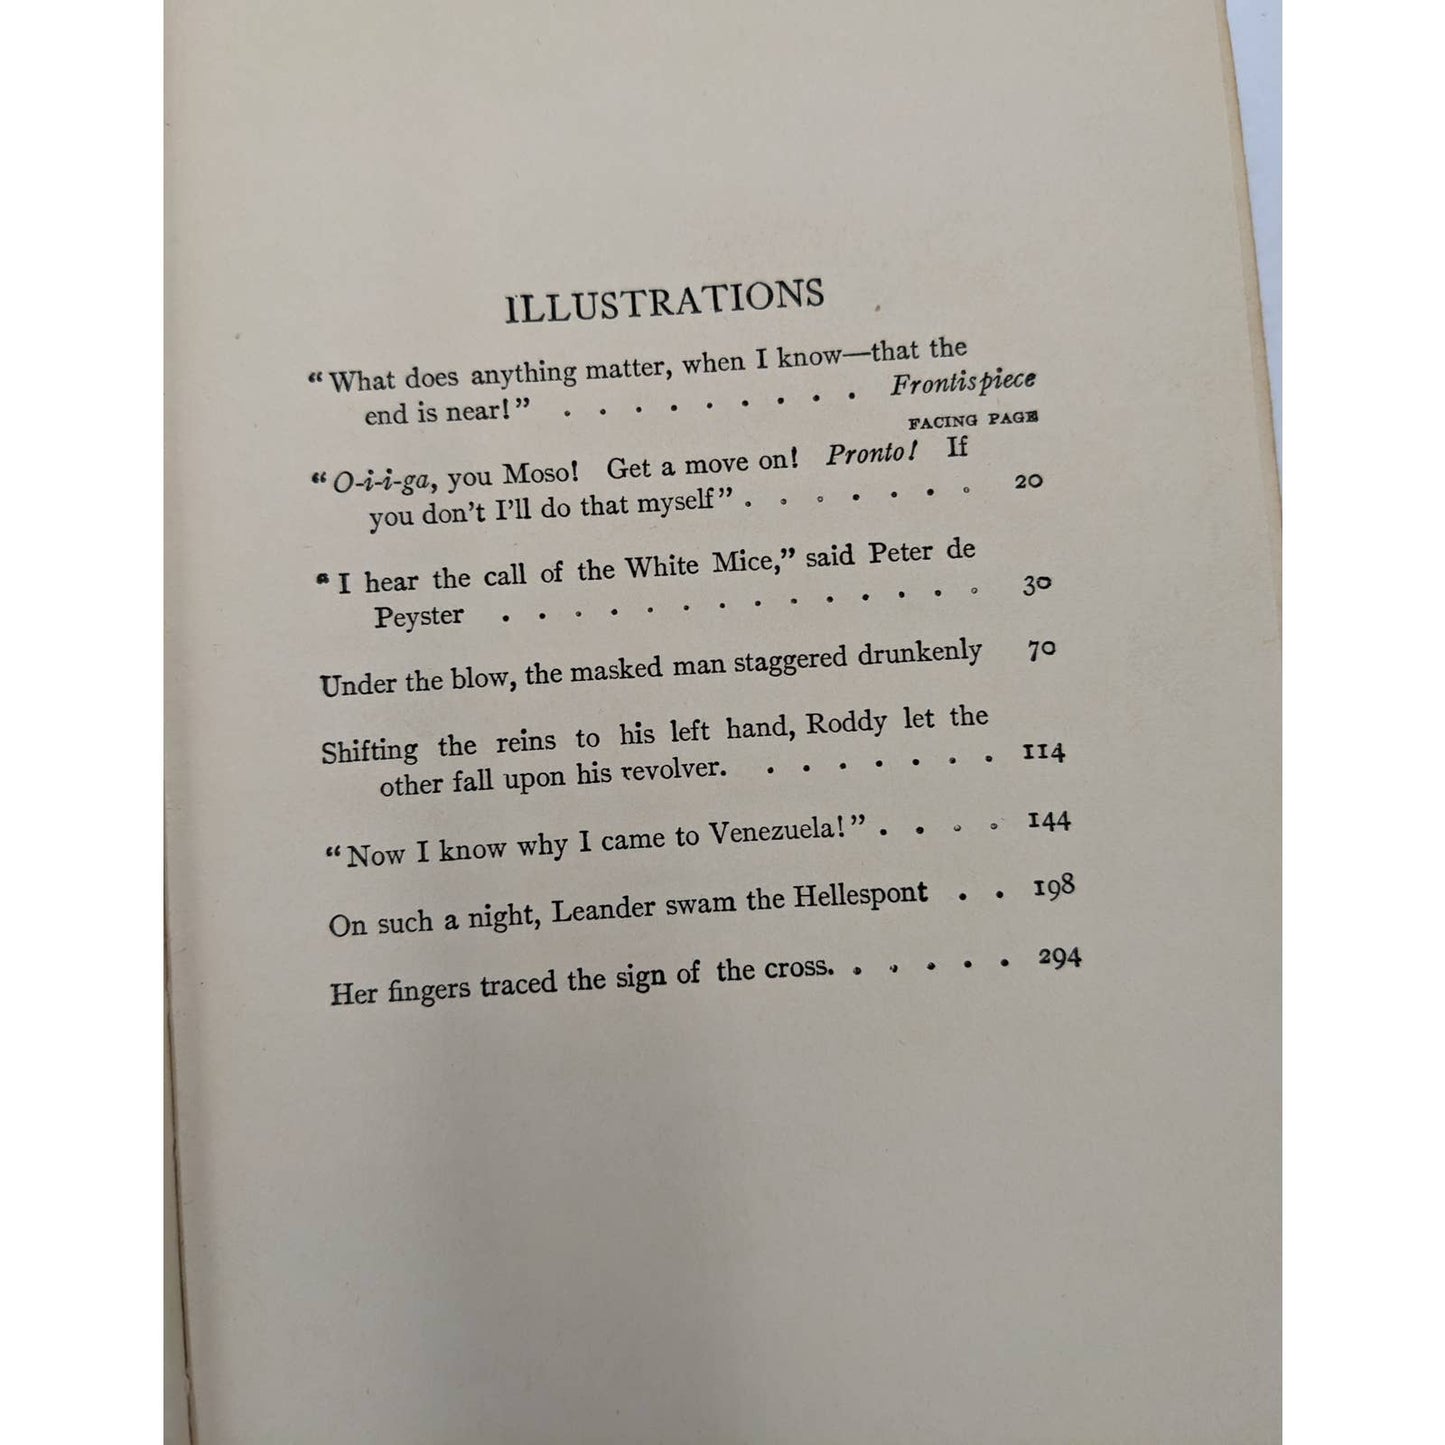 ILLUSTRATIONS
“What does anything matter, when I know—that the
end is near!” . . . . . . . . . Frontispiece
FACING PAGE
“O-i-i-ga, you Moso! Get a move on! Pronto! If
you don’t I’ll do that myself” . . . . . . . 20
“I hear the call of the White Mice,” said Peter de
Peyster . . . . . . . . . . . . . . 30
Under the blow, the masked man staggered drunkenly 70
Shifting the reins to his left hand, Roddy let the
other fall upon his revolver. . . . . . . . 114
“Now I know why I came to Venezuela!” . . . . 144
On such a night, Leander swam the Hellespont . . 198
Her fingers traced the sign of the cross. . . . . . 294